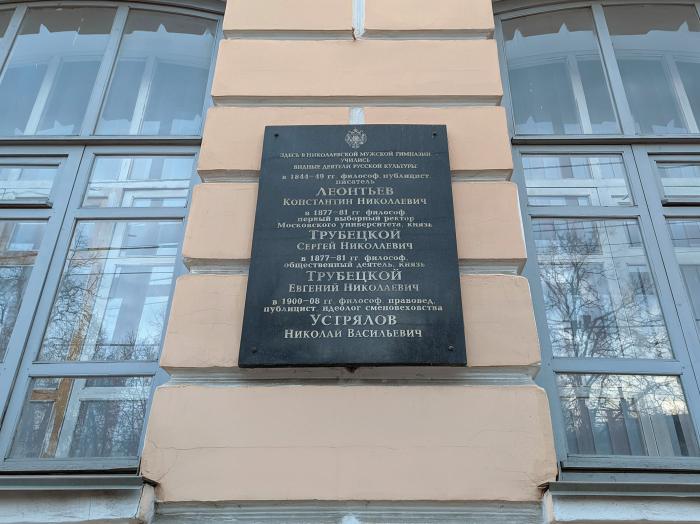 ЗДЕСЬ В НИКОЛАЕВСКОЙ МУЖСКОЙ ГИМНАЗИИ
УЧИЛИСЬ
ВИДНЫЕ ДЕЯТЕЛИ РУССКОЙ КУЛЬТУРЫ
в 1844-49 гг. философ, публицист,
писатель
ЛЕОНТЬЕВ
КОНСТАНТИН НИКОЛАЕВИЧ
в 1877-81 гг философ,
первый выборный ректор
Московского университета, князь
ТРУБЕЦКОЙ
СЕРГЕЙ НИКОЛАЕВИЧ
в 1877-81 гг философ,
общественный деятель, князь
ТРУБЕЦКОЙ
ЕВГЕНИЙ НИКОЛАЕВИЧ
в 1900-08 гг философ, правовед,
публицист, идеолог сменовеховства
УСТРЯЛОВ
НИКОЛАЙ ВАСИЛЬЕВИЧ